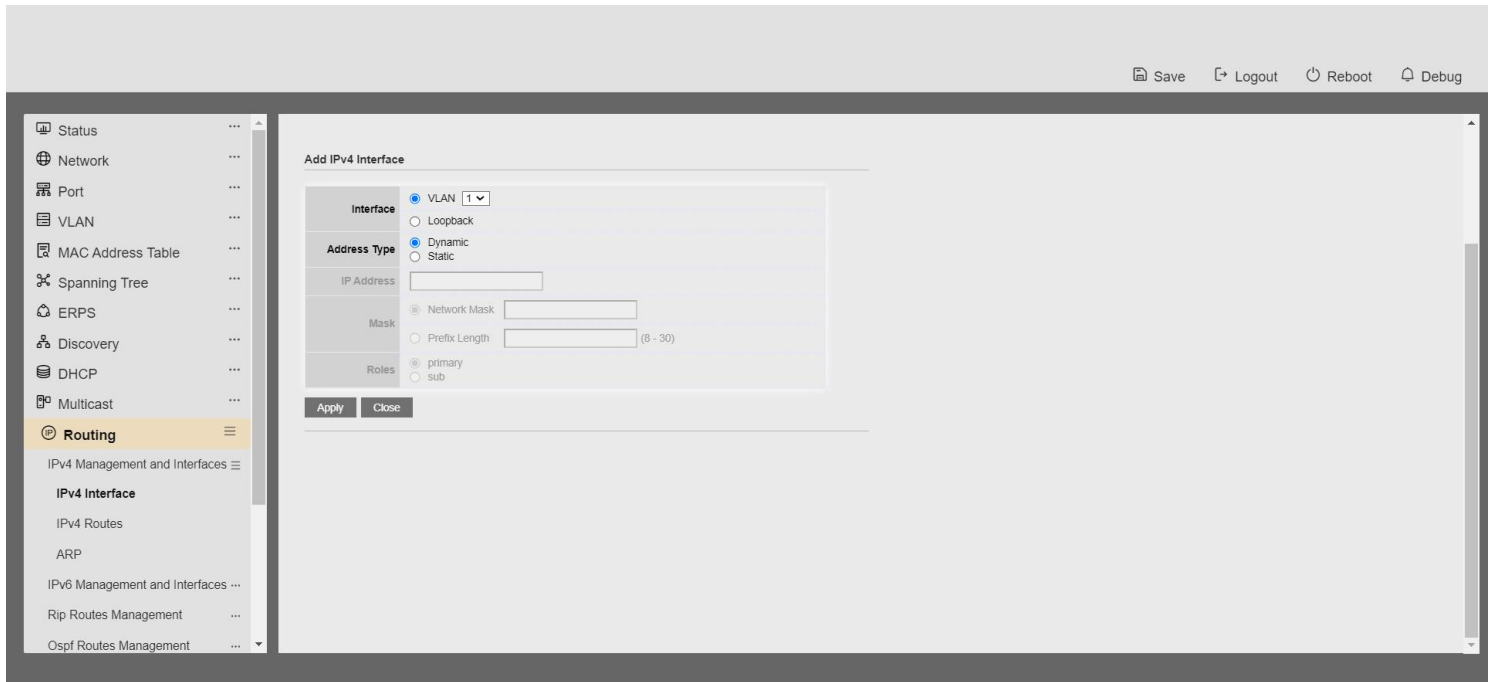 Save Logout Reboot Debug
Status ...
Network ...
Port ...
VLAN ...
MAC Address Table ...
Spanning Tree ...
ERPS ...
Discovery ...
DHCP ...
Multicast ...
IP Routing
IPv4 Management and Interfaces
IPv4 Interface
IPv4 Routes
ARP
IPv6 Management and Interfaces ...
Rip Routes Management ...
Ospf Routes Management ...
Add IPv4 Interface
Interface
VLAN 1
Loopback
Address Type
Dynamic
Static
IP Address
Mask
Network Mask
Prefix Length (8 - 30)
Roles
primary
sub
Apply Close